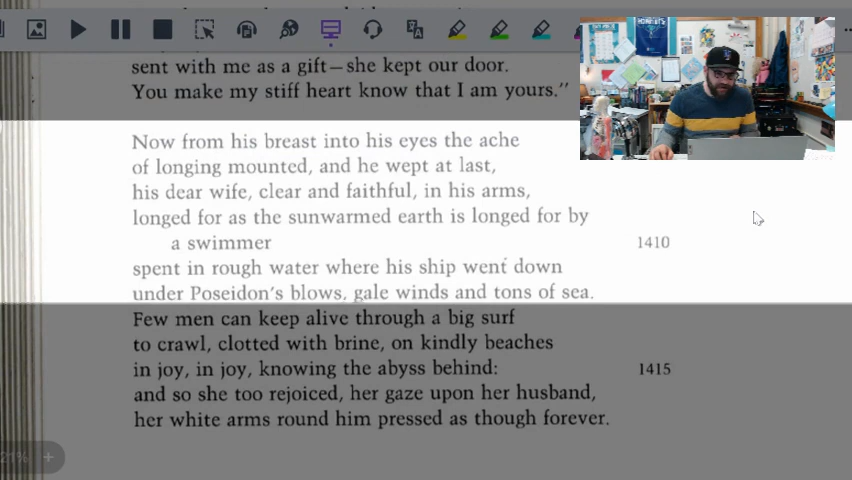 sent with me as a gift—she kept our door.
You make my stiff heart know that I am yours.”
Now from his breast into his eyes the ache
of longing mounted, and he wept at last,
his dear wife, clear and faithful, in his arms,
longed for as the sunwarmed earth is longed for by
a swimmer 1410
spent in rough water where his ship went down
under Poseidon's blows, gale winds and tons of sea.
Few men can keep alive through a big surf
to crawl, clotted with brine, on kindly beaches
in joy, in joy, knowing the abyss behind: 1415
and so she too rejoiced, her gaze upon her husband,
her white arms round him pressed as though forever.
21% +